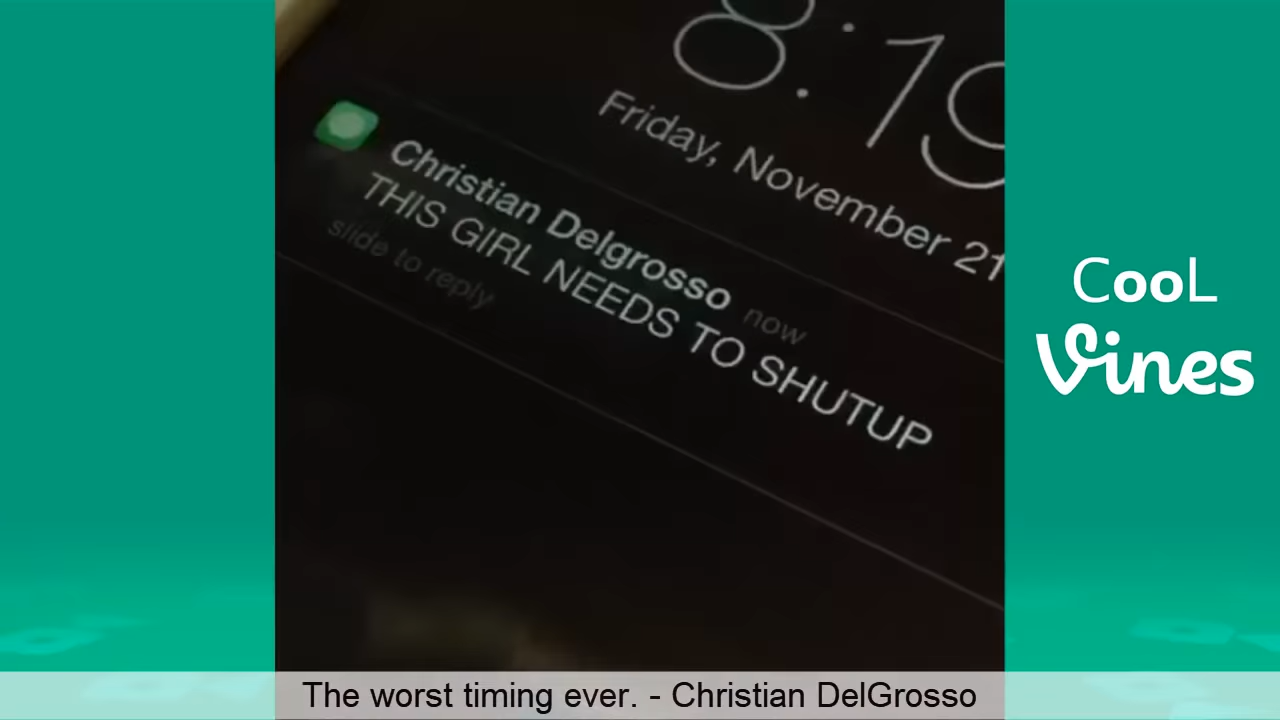 8:19
Friday, November 21
Christian Delgrosso now
THIS GIRL NEEDS TO SHUTUP
slide to reply
CooL
Vines
The worst timing ever. - Christian DelGrosso